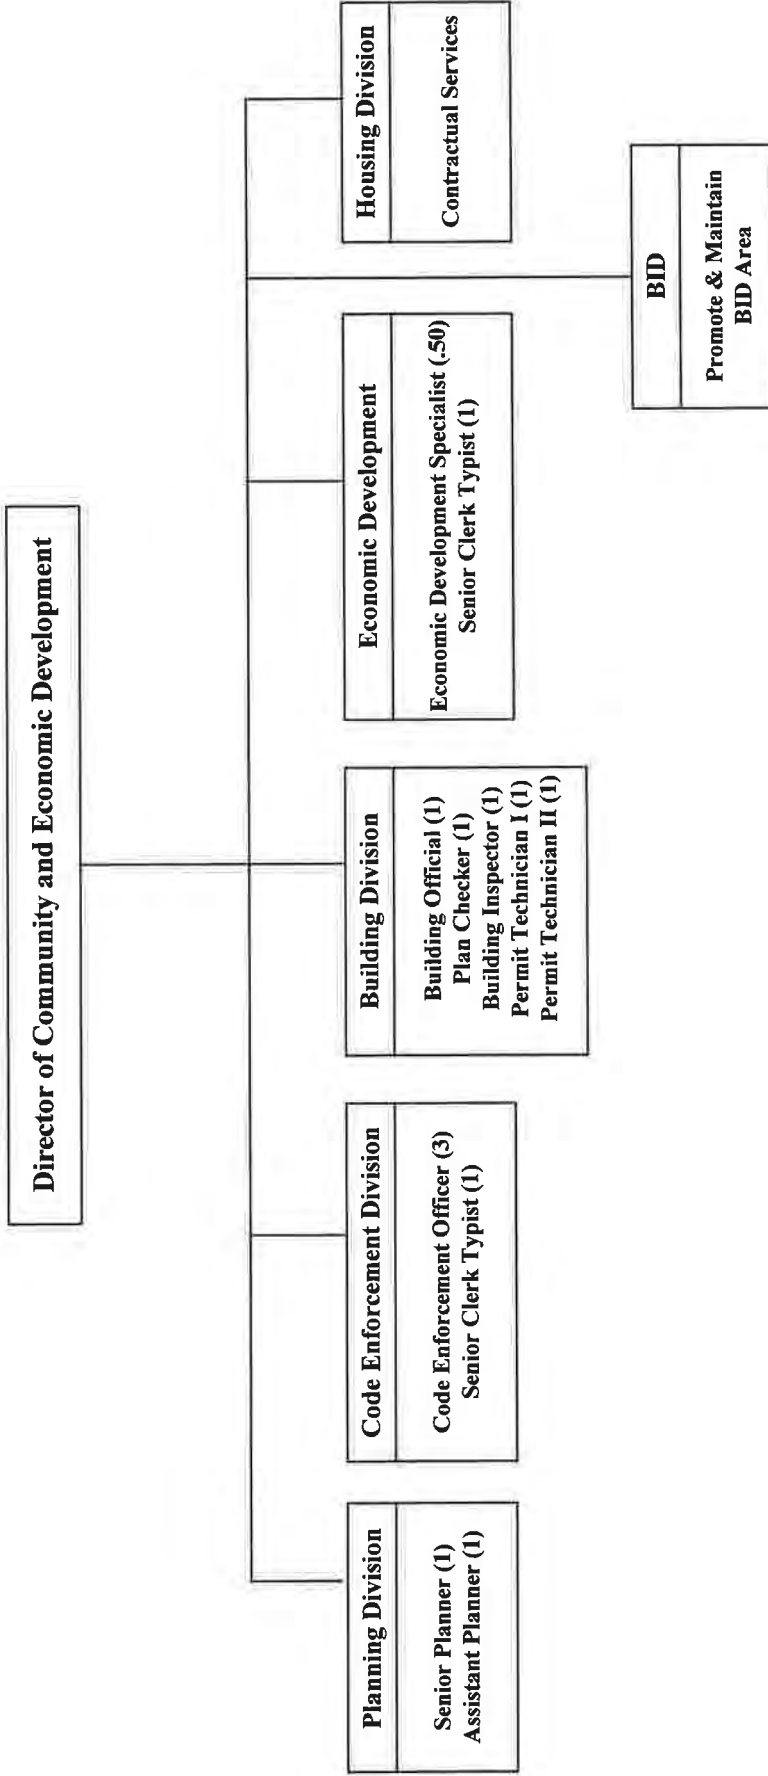 Director of Community and Economic Development
Planning Division
Senior Planner (1)
Assistant Planner (1)
Code Enforcement Division
Code Enforcement Officer (3)
Senior Clerk Typist (1)
Building Division
Building Official (1)
Plan Checker (1)
Building Inspector (1)
Permit Technician I (1)
Permit Technician II (1)
Economic Development
Economic Development Specialist (.50)
Senior Clerk Typist (1)
Housing Division
Contractual Services
BID
Promote & Maintain
BID Area